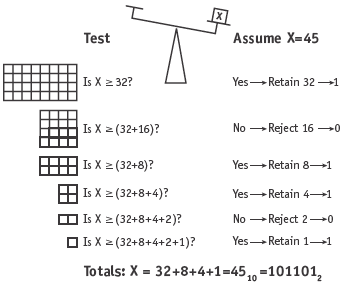 X
Test Assume X=45
Is X ≥ 32? Yes→Retain 32→1
Is X ≥ (32+16)? No→Reject 16→0
Is X ≥ (32+8)? Yes→Retain 8→1
Is X ≥ (32+8+4)? Yes→Retain 4→1
Is X ≥ (32+8+4+2)? No→Reject 2→0
Is X ≥ (32+8+4+2+1)? Yes→Retain 1→1
Totals: X = 32+8+4+1=45₁₀=101101₂